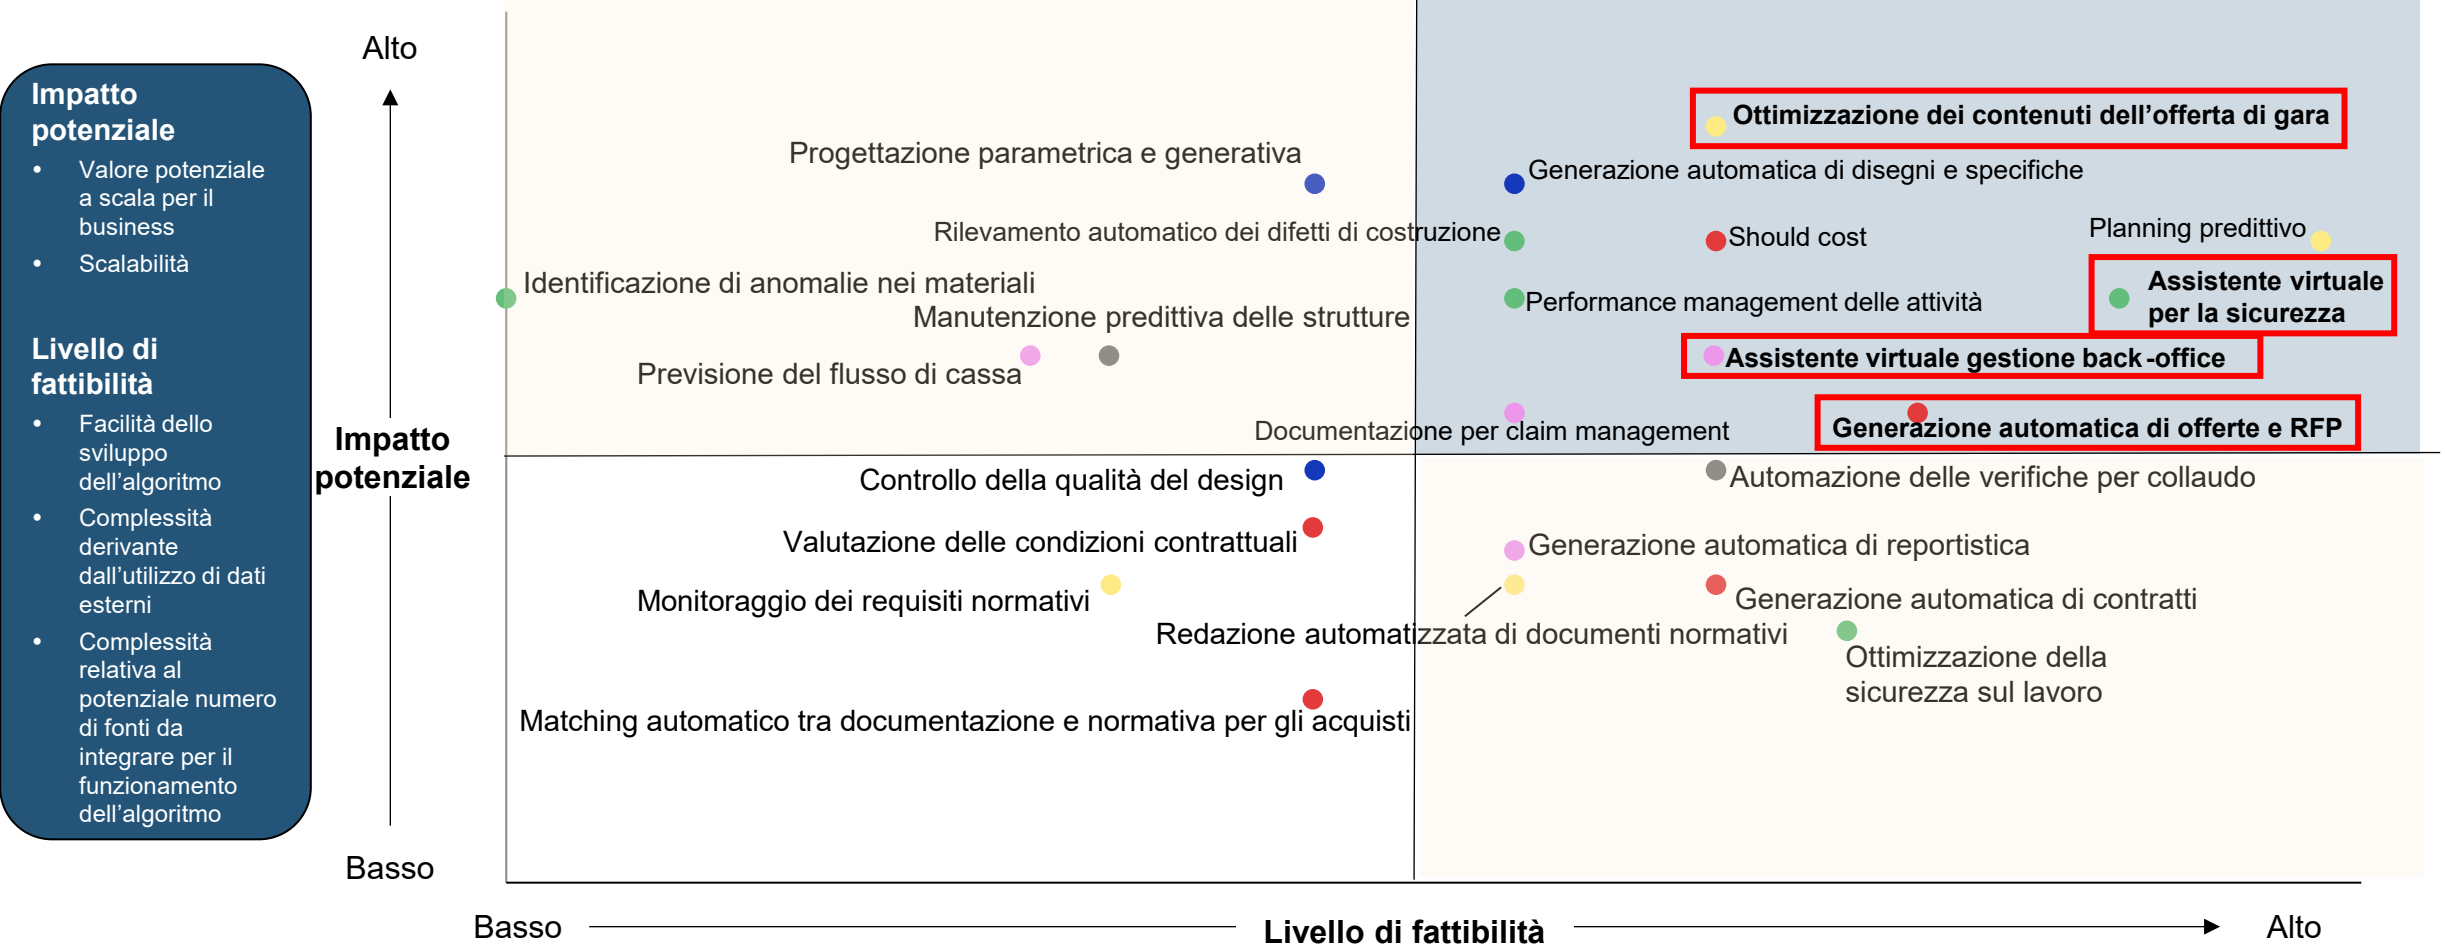 Impatto
potenziale
• Valore potenziale
a scala per il
business
• Scalabilità
Livello di
fattibilità
• Facilità dello
sviluppo
dell'algoritmo
• Complessità
derivante
dall'utilizzo di dati
esterni
• Complessità
relativa al
potenziale numero
di fonti da
integrare per il
funzionamento
dell'algoritmo
Alto
Impatto
potenziale
Basso
Ottimizzazione dei contenuti dell'offerta di gara
Progettazione parametrica e generativa
Generazione automatica di disegni e specifiche
Rilevamento automatico dei difetti di costruzione
Should cost
Planning predittivo
Identificazione di anomalie nei materiali
Assistente virtuale
per la sicurezza
Performance management delle attività
Manutenzione predittiva delle strutture
Assistente virtuale gestione back-office
Previsione del flusso di cassa
Documentazione per claim management
Generazione automatica di offerte e RFP
Controllo della qualità del design
Automazione delle verifiche per collaudo
Valutazione delle condizioni contrattuali
Generazione automatica di reportistica
Monitoraggio dei requisiti normativi
Generazione automatica di contratti
Redazione automatizzata di documenti normativi
Ottimizzazione della
sicurezza sul lavoro
Matching automatico tra documentazione e normativa per gli acquisti
Basso
Livello di fattibilità
Alto